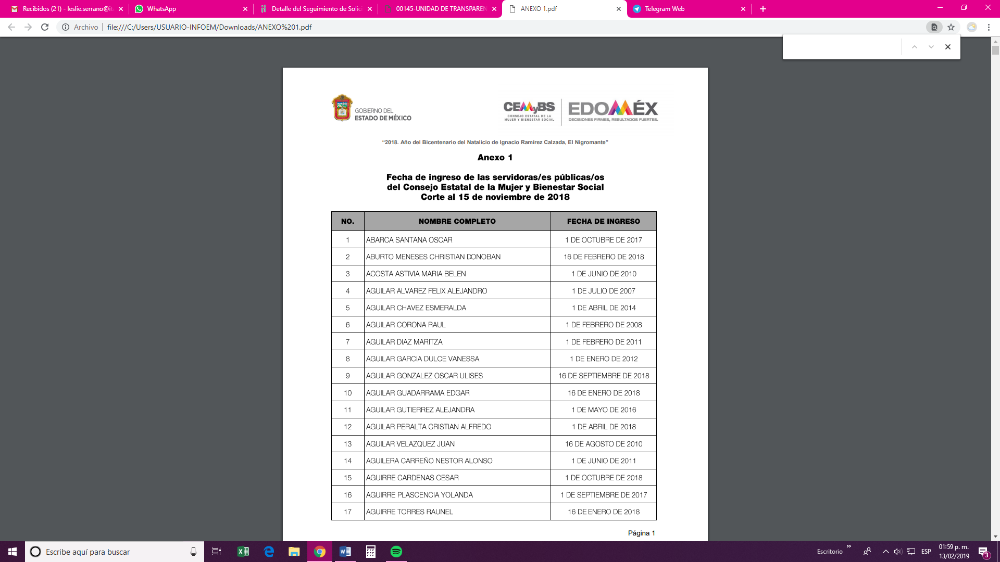 Recibidos (21) - leslie.serrano@it
WhatsApp
Detalle del Seguimiento de Solici
00145-UNIDAD DE TRANSPAREN
ANEXO 1.pdf
Telegram Web
Archivo
file:///C:/Users/USUARIO-INFOEM/Downloads/ANEXO%201.pdf
GOBIERNO DEL
ESTADO DE MÉXICO
CEMyBS
CONSEJO ESTATAL DE LA
MUJER Y BIENESTAR SOCIAL
EDOMÉX
DECISIONES FIRMES, RESULTADOS FUERTES.
“2018. Año del Bicentenario del Natalicio de Ignacio Ramírez Calzada, El Nigromante”
Anexo 1
Fecha de ingreso de las servidoras/es públicas/os
del Consejo Estatal de la Mujer y Bienestar Social
Corte al 15 de noviembre de 2018
NO. NOMBRE COMPLETO FECHA DE INGRESO
1 ABARCA SANTANA OSCAR 1 DE OCTUBRE DE 2017
2 ABURTO MENESES CHRISTIAN DONOBAN 16 DE FEBRERO DE 2018
3 ACOSTA ASTIVIA MARIA BELEN 1 DE JUNIO DE 2010
4 AGUILAR ALVAREZ FELIX ALEJANDRO 1 DE JULIO DE 2007
5 AGUILAR CHAVEZ ESMERALDA 1 DE ABRIL DE 2014
6 AGUILAR CORONA RAUL 1 DE FEBRERO DE 2008
7 AGUILAR DIAZ MARITZA 1 DE FEBRERO DE 2011
8 AGUILAR GARCIA DULCE VANESSA 1 DE ENERO DE 2012
9 AGUILAR GONZALEZ OSCAR ULISES 16 DE SEPTIEMBRE DE 2018
10 AGUILAR GUADARRAMA EDGAR 16 DE ENERO DE 2018
11 AGUILAR GUTIERREZ ALEJANDRA 1 DE MAYO DE 2016
12 AGUILAR PERALTA CRISTIAN ALFREDO 1 DE ABRIL DE 2018
13 AGUILAR VELAZQUEZ JUAN 16 DE AGOSTO DE 2010
14 AGUILERA CARREÑO NESTOR ALONSO 1 DE JUNIO DE 2011
15 AGUIRRE CARDENAS CESAR 1 DE OCTUBRE DE 2018
16 AGUIRRE PLASCENCIA YOLANDA 1 DE SEPTIEMBRE DE 2017
17 AGUIRRE TORRES RAUNEL 16 DE ENERO DE 2018
Página 1
Escribe aquí para buscar
Escritorio
ESP
01:59 p. m.
13/02/2019
3